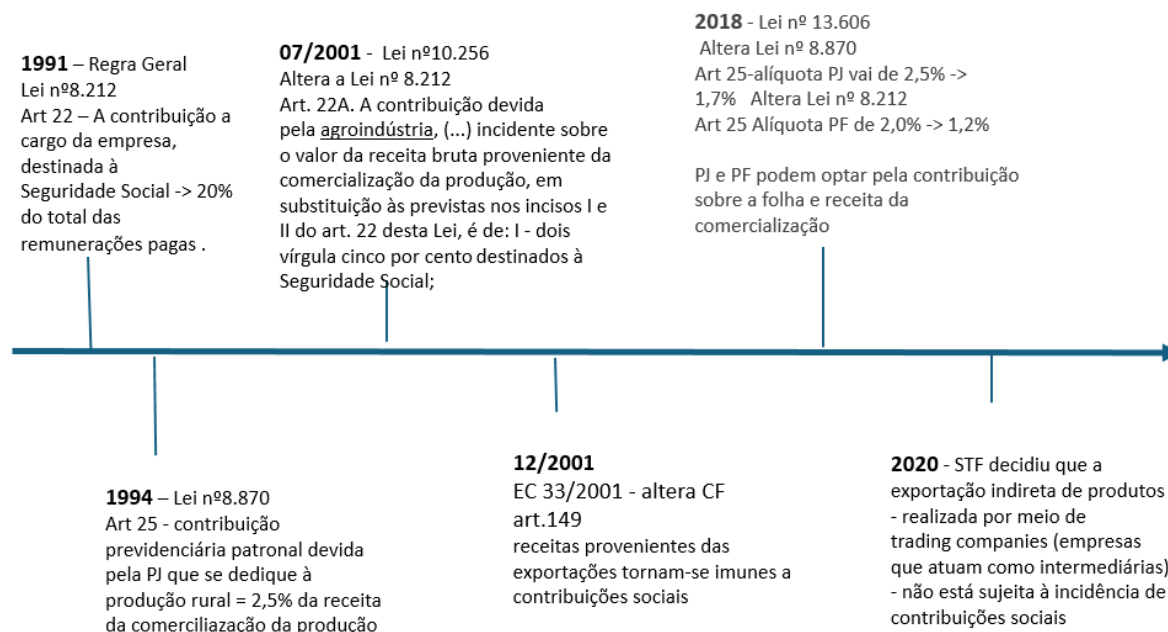 1991 – Regra Geral
Lei nº8.212
Art 22 – A contribuição a
cargo da empresa,
destinada à
Seguridade Social -> 20%
do total das
remunerações pagas .
07/2001 - Lei nº10.256
Altera a Lei nº 8.212
Art. 22A. A contribuição devida
pela agroindústria, (...) incidente sobre
o valor da receita bruta proveniente da
comercialização da produção, em
substituição às previstas nos incisos I e
II do art. 22 desta Lei, é de: I - dois
vírgula cinco por cento destinados à
Seguridade Social;
2018 - Lei nº 13.606
Altera Lei nº 8.870
Art 25-alíquota PJ vai de 2,5% ->
1,7% Altera Lei nº 8.212
Art 25 Alíquota PF de 2,0% -> 1,2%
PJ e PF podem optar pela contribuição
sobre a folha e receita da
comercialização
1994 – Lei nº8.870
Art 25 - contribuição
previdenciária patronal devida
pela PJ que se dedique à
produção rural = 2,5% da receita
da comerciliazação da produção
12/2001
EC 33/2001 - altera CF
art.149
receitas provenientes das
exportações tornam-se imunes a
contribuições sociais
2020 - STF decidiu que a
exportação indireta de produtos
- realizada por meio de
trading companies (empresas
que atuam como intermediárias)
- não está sujeita à incidência de
contribuições sociais